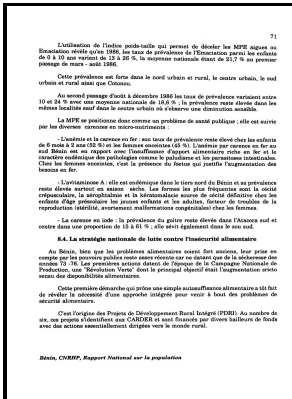 71
L'utilisation de l'indice poids-taille qui permet de déceler les MPE aigues ou
Emaciation révèle qu'en 1986, les taux de prévalence de l'Emaciation parmi les enfants
de 0 à 10 ans varient de 13 à 26 %, la moyenne nationale étant de 21,7 % au premier
passage de mars - août 1986.
Cette prévalence est forte dans le nord urbain et rural, le centre urbain, le sud
urbain et rural ainsi que Cotonou.
Au second passage d'août à décembre 1986 les taux de prévalence varient entre
10 et 24 % avec une moyenne nationale de 18,6 % ; la prévalence reste élevée dans les
mêmes localités sauf dans le centre urbain où s'observe une diminution sensible.
La MPE se positionne donc comme un problème de santé publique ; elle est suivie
par les diverses carences en micro-nutriments :
- L'anémie et la carence en fer : son taux de prévalence reste élevé chez les enfants
de 6 mois à 2 ans (52 %) et les femmes enceintes (45 %). L'anémie par carence en fer au
sud Bénin est en rapport avec l'insuffisance d'apport alimentaire riche en fer et le
caractère endémique des pathologies comme le paludisme et les parasitoses intestinales.
Chez les femmes enceintes, c'est la présence du foetus qui justifie l'augmentation des
besoins en fer.
- L'avitaminose A : elle est endémique dans le tiers nord du Bénin et sa prévalence
reste élevée surtout en saison sèche. Les formes les plus fréquentes sont la cécité
crépusculaire, la xérophtalmie et la kératomalacie source de cécité définitive chez les
enfants d'âge préscolaire les jeunes enfants et les adultes, facteur de troubles de la
reproduction (stérilité, avortement malformations congénitales) chez les femmes.
- La carence en iode : la prévalence du goitre reste élevée dans l'Atacora sud et
centre dans une proportion de 15 à 61 % ; elle sévit également dans le zou sud.
8.4. La stratégie nationale de lutte contre l'insécurité alimentaire
Au Bénin, bien que les problèmes alimentaires soient fort anciens, leur prise en
compte par les pouvoirs publics reste assez récente car ne datant que de la sécheresse des
années 73 -76. Les premières actions datent de l'époque de la Campagne Nationale de
Production, une "Révolution Verte" dont le principal objectif était l'augmentation stricto
sensu des disponibilités alimentaires.
Cette première démarche qui prône une simple autosuffisance alimentaire a tôt fait
de révéler la nécessité d'une approche intégrée pour venir à bout des problèmes de
sécurité alimentaire.
C'est l'origine des Projets de Développement Rural Intégré (PDRI). Au nombre de
six, ces projets s'identifient aux CARDER et sont financés par divers bailleurs de fonds
avec des actions essentiellement dirigées vers le monde rural.
Bénin, CNRHP, Rapport National sur la population